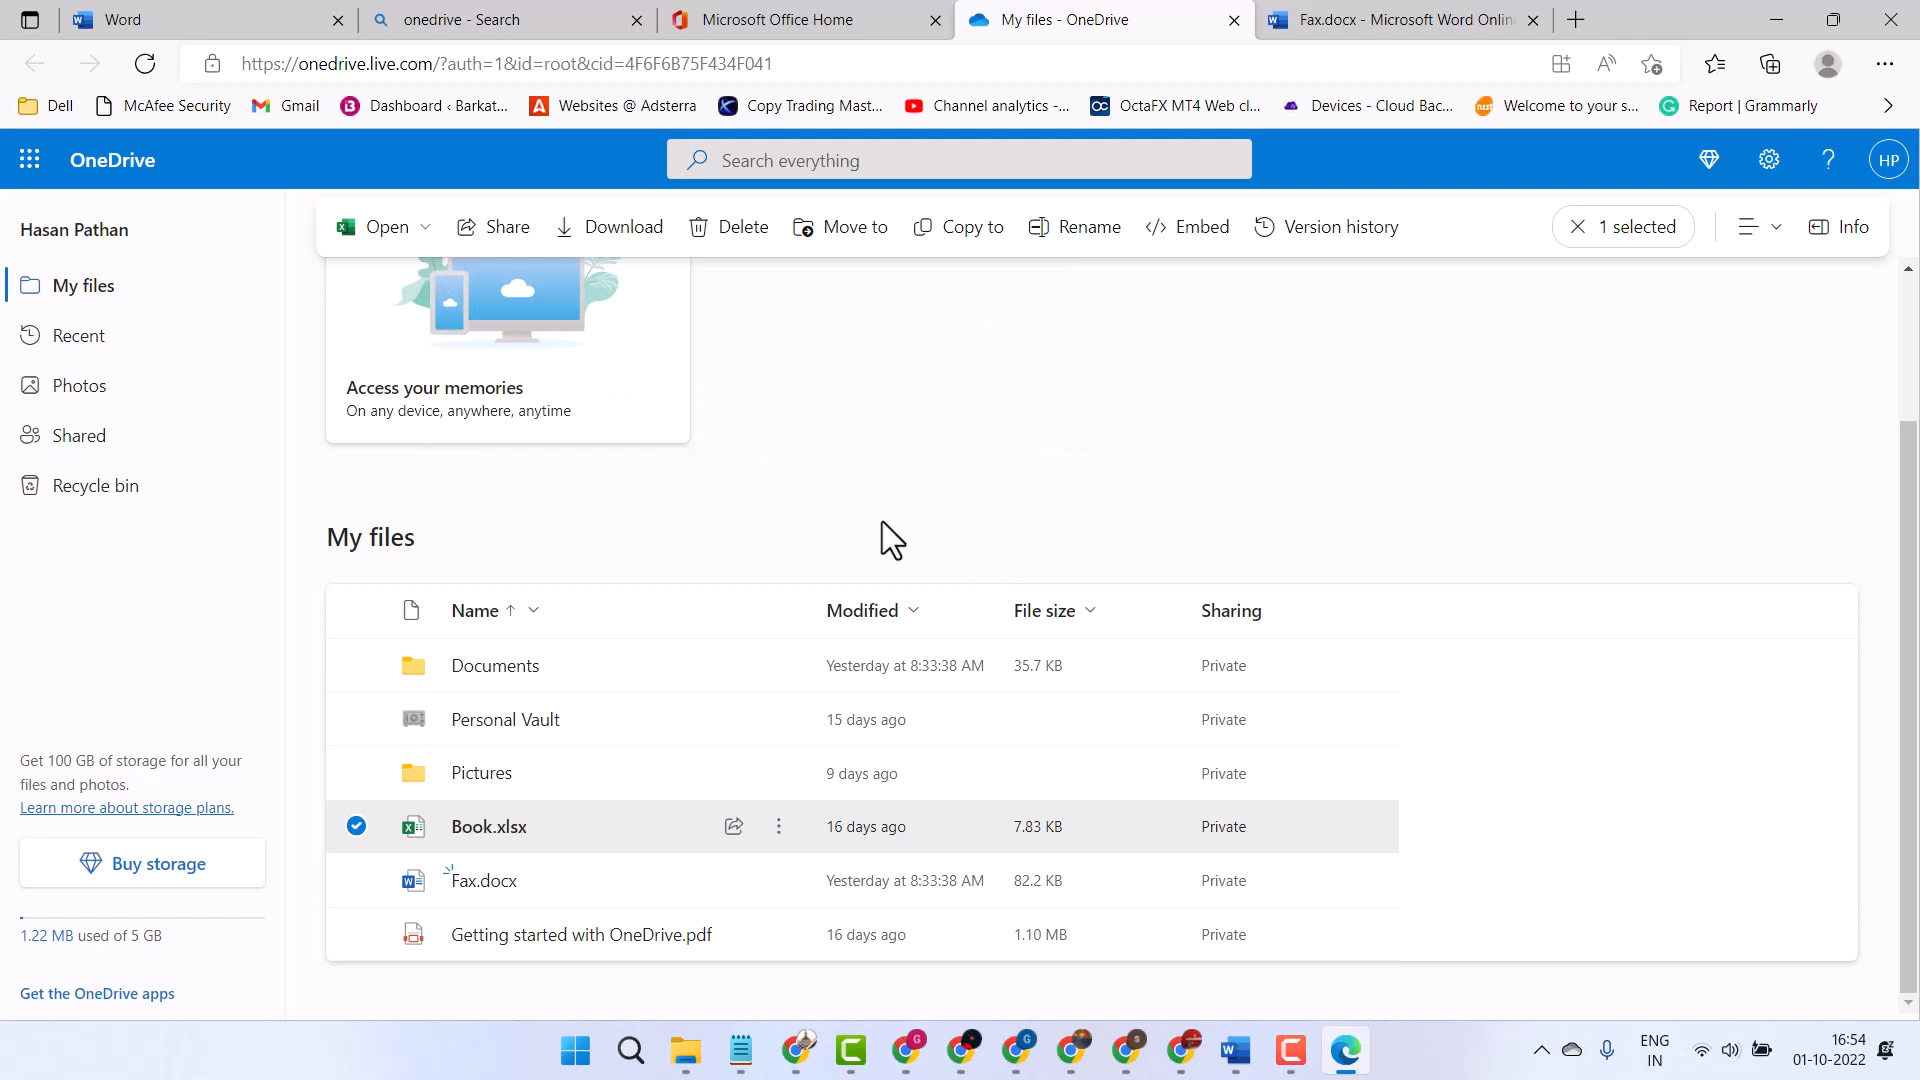 Word
onedrive - Search
Microsoft Office Home
My files - OneDrive
Fax.docx - Microsoft Word Onlin
https://onedrive.live.com/?auth=1&id=root&cid=4F6F6B75F434F041
Dell
McAfee Security
Gmail
Dashboard ‹ Barkat...
Websites @ Adsterra
Copy Trading Mast...
Channel analytics -...
OctaFX MT4 Web cl...
Devices - Cloud Bac...
Welcome to your s...
Report | Grammarly
OneDrive
Search everything
HP
Hasan Pathan
Open
Share
Download
Delete
Move to
Copy to
Rename
Embed
Version history
1 selected
Info
My files
Recent
Photos
Shared
Recycle bin
Access your memories
On any device, anywhere, anytime
My files
Name
Modified
File size
Sharing
Documents
Yesterday at 8:33:38 AM
35.7 KB
Private
Personal Vault
15 days ago
Private
Pictures
9 days ago
Private
Book.xlsx
16 days ago
7.83 KB
Private
Fax.docx
Yesterday at 8:33:38 AM
82.2 KB
Private
Getting started with OneDrive.pdf
16 days ago
1.10 MB
Private
Get 100 GB of storage for all your
files and photos.
Learn more about storage plans.
Buy storage
1.22 MB used of 5 GB
Get the OneDrive apps
ENG
IN
16:54
01-10-2022